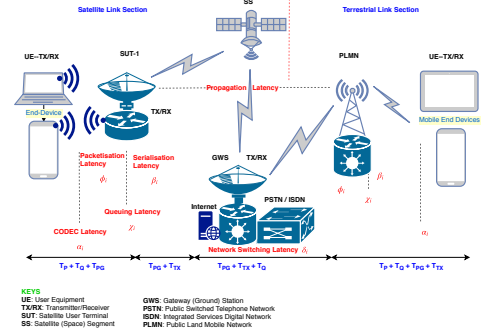 Satellite Link Section
SS
Terrestrial Link Section
UE–TX/RX
SUT-1
PLMN
UE–TX/RX
End-Device
TX/RX
Propagation Latency
Mobile End Devices
Packetisation
Latency
Serialisation
Latency
GWS
TX/RX
ϕi
βi
ϕi
βi
χi
Queuing Latency
χi
Internet
PSTN / ISDN
CODEC Latency
αi
Network Switching Latency δi
αi
TP + TQ + TPG
TPG + TTX
TPG + TTX + TQ
TP + TQ + TPG + TTX
KEYS
UE: User Equipment
TX/RX: Transmitter/Receiver
SUT: Satellite User Terminal
SS: Satellite (Space) Segment
GWS: Gateway (Ground) Station
PSTN: Public Switched Telephone Network
ISDN: Integrated Services Digital Network
PLMN: Public Land Mobile Network